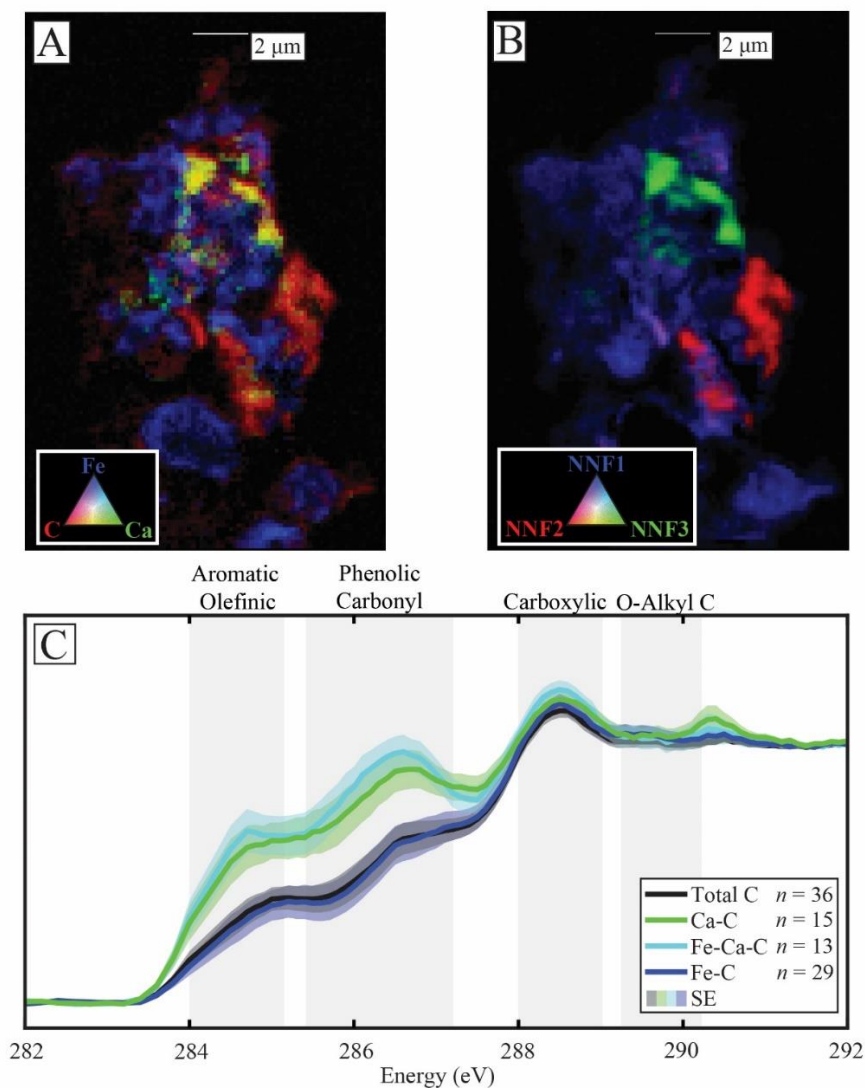 A
2 μm
Fe
C
Ca
B
2 μm
NNF1
NNF2
NNF3
Aromatic
Olefinic
Phenolic
Carbonyl
Carboxylic
O-Alkyl C
C
Total C n = 36
Ca-C n = 15
Fe-Ca-C n = 13
Fe-C n = 29
SE
282
284
286
288
290
292
Energy (eV)